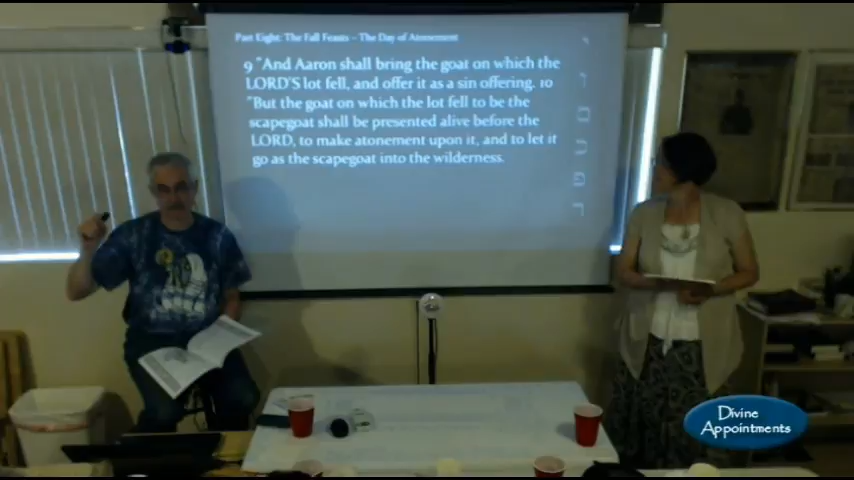 Part Eight: The Fall Feasts – The Day of Atonement
9 "And Aaron shall bring the goat on which the
LORD'S lot fell, and offer it as a sin offering. 10
"But the goat on which the lot fell to be the
scapegoat shall be presented alive before the
LORD, to make atonement upon it, and to let it
go as the scapegoat into the wilderness.
Divine
Appointments